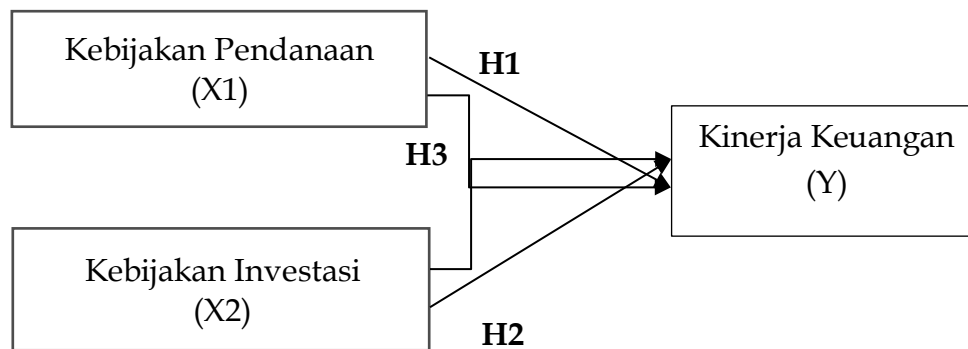 Kebijakan Pendanaan
(X1)
H1
H3
Kinerja Keuangan
(Y)
Kebijakan Investasi
(X2)
H2